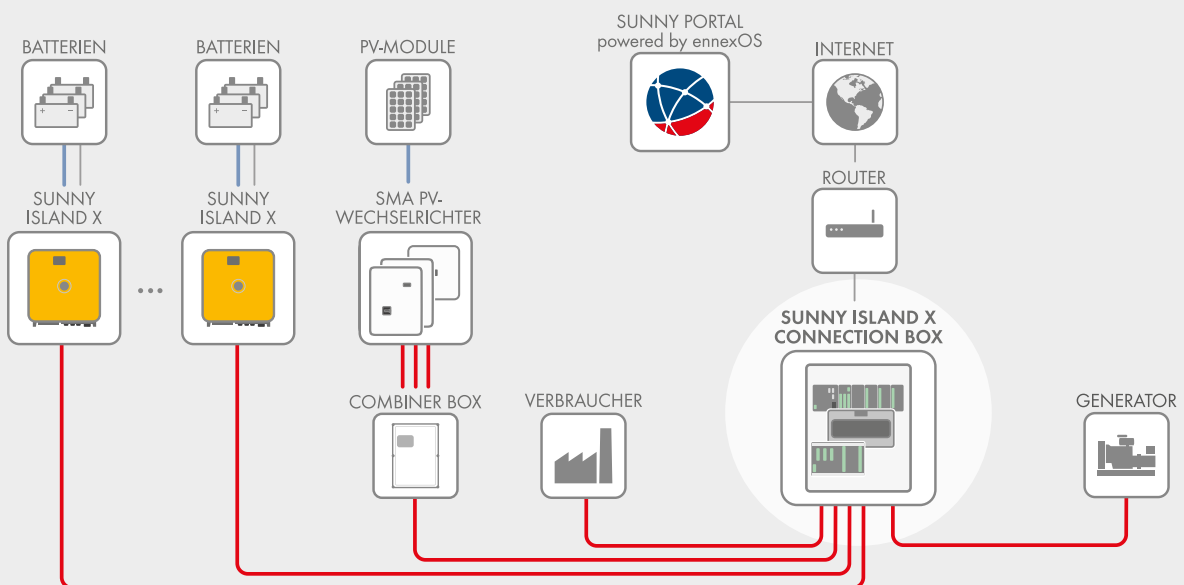 SUNNY PORTAL
powered by ennexOS
BATTERIEN
BATTERIEN
PV-MODULE
INTERNET
SUNNY
ISLAND X
SUNNY
ISLAND X
SMA PV-
WECHSELRICHTER
ROUTER
...
SUNNY ISLAND X
CONNECTION BOX
COMBINER BOX
VERBRAUCHER
GENERATOR